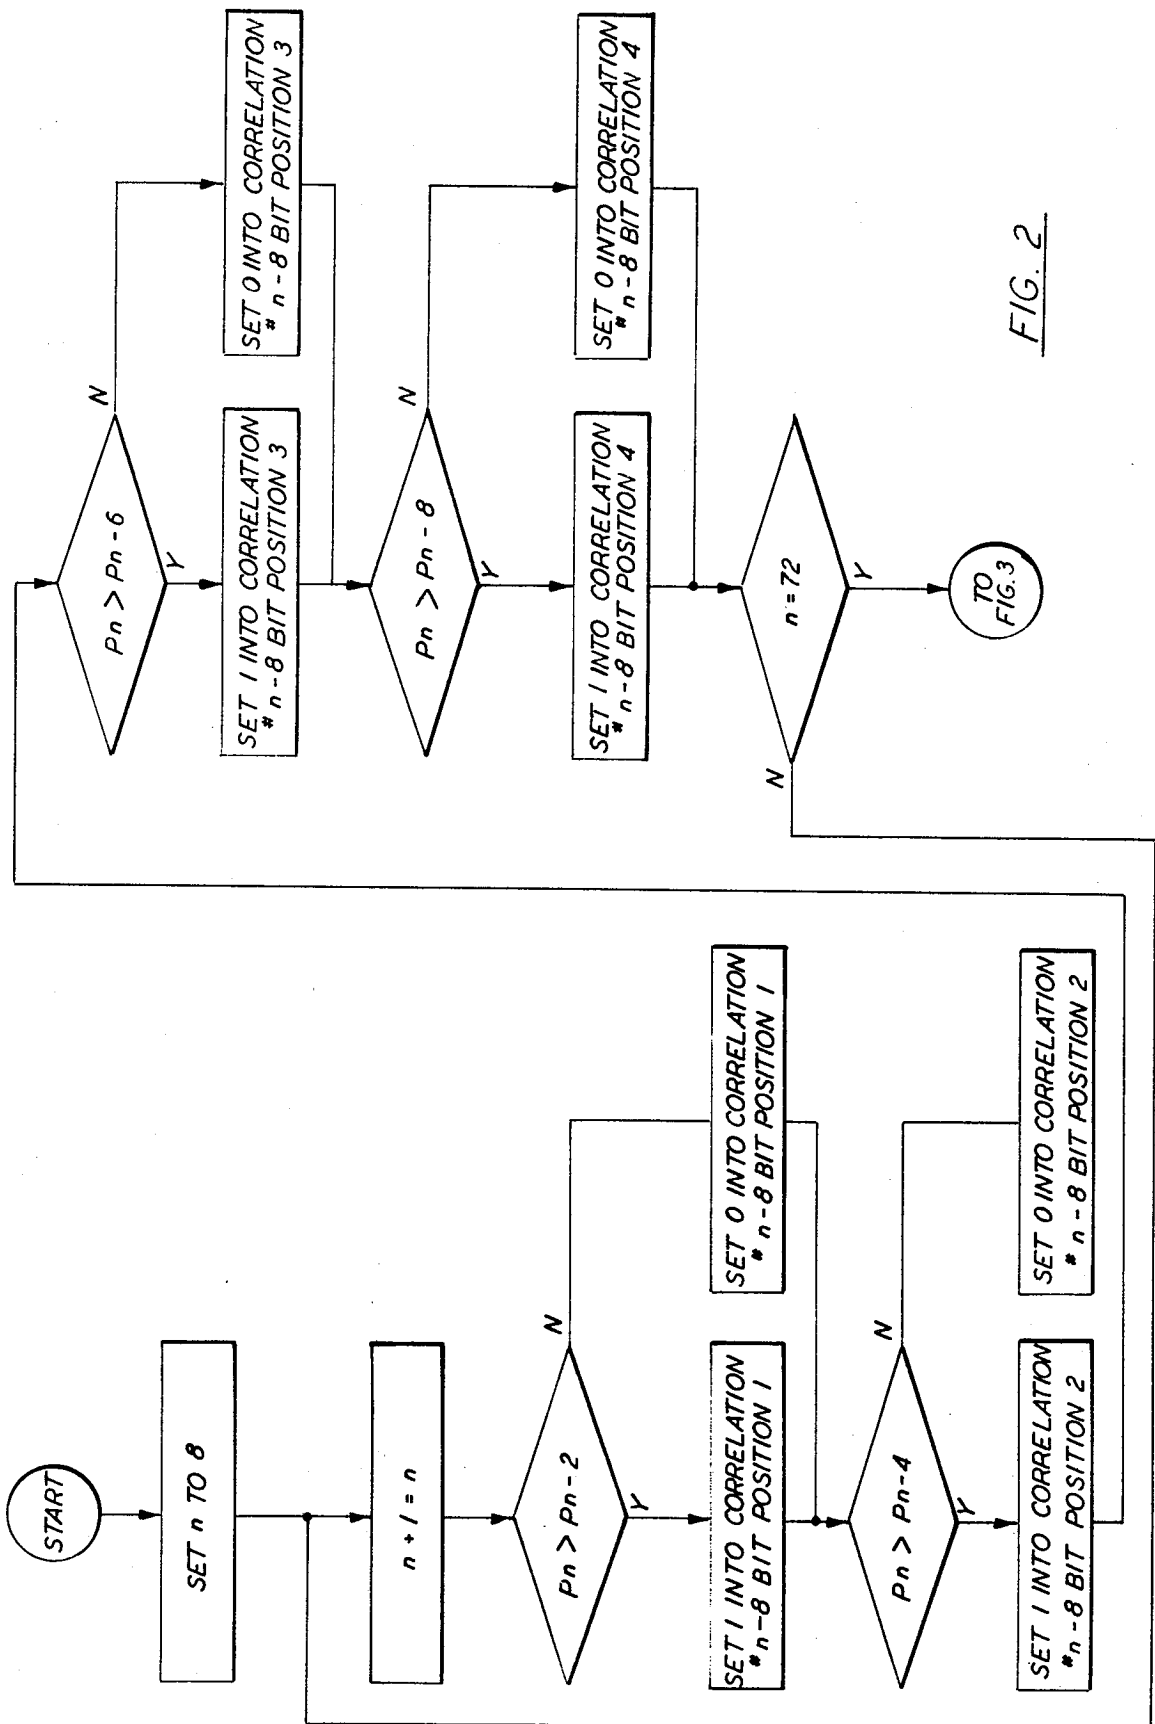 START
SET n TO 8
n + 1 = n
Pn > Pn-2
N
Y
SET 1 INTO CORRELATION
# n-8 BIT POSITION 1
SET 0 INTO CORRELATION
# n-8 BIT POSITION 1
Pn > Pn-4
N
Y
SET 1 INTO CORRELATION
# n-8 BIT POSITION 2
SET 0 INTO CORRELATION
# n-8 BIT POSITION 2
Pn > Pn-6
N
Y
SET 1 INTO CORRELATION
# n-8 BIT POSITION 3
SET 0 INTO CORRELATION
# n-8 BIT POSITION 3
Pn > Pn-8
N
Y
SET 1 INTO CORRELATION
# n-8 BIT POSITION 4
SET 0 INTO CORRELATION
# n-8 BIT POSITION 4
n = 72
N
Y
TO
FIG. 3
FIG. 2